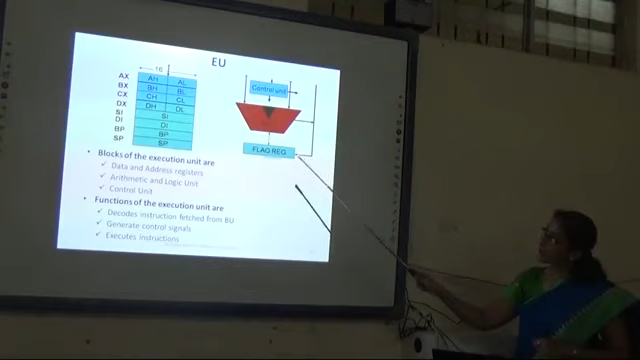 EU
16
AX AH AL
BX BH BL
CX CH CL
DX DH DL
SI SI
DI DI
BP BP
SP SP
Control unit
FLAG REG
• Blocks of the execution unit are
✓ Data and Address registers
✓ Arithmetic and Logic Unit
✓ Control Unit
• Functions of the execution unit are
✓ Decodes instruction fetched from BU
✓ Generate control signals
✓ Executes instructions